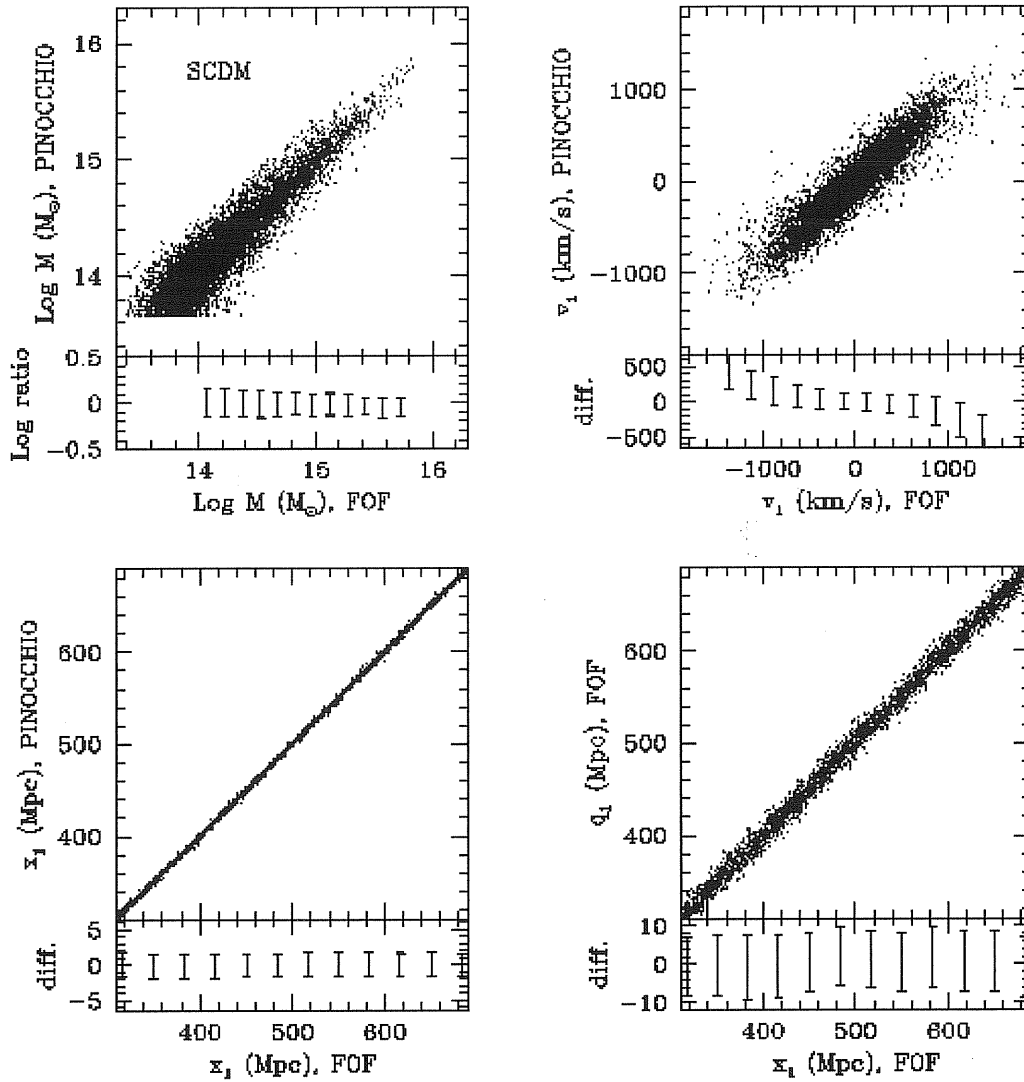 16
15
14
Log M (M⊙), PINOCCHIO
SCDM
0.5
0
−0.5
Log ratio
14 15 16
Log M (M⊙), FOF
1000
0
−1000
v₁ (km/s), PINOCCHIO
500
0
−500
diff.
−1000 0 1000
v₁ (km/s), FOF
600
500
400
x₁ (Mpc), PINOCCHIO
5
0
−5
diff.
400 500 600
x₁ (Mpc), FOF
600
500
400
q₁ (Mpc), FOF
10
0
−10
diff.
400 500 600
x₁ (Mpc), FOF